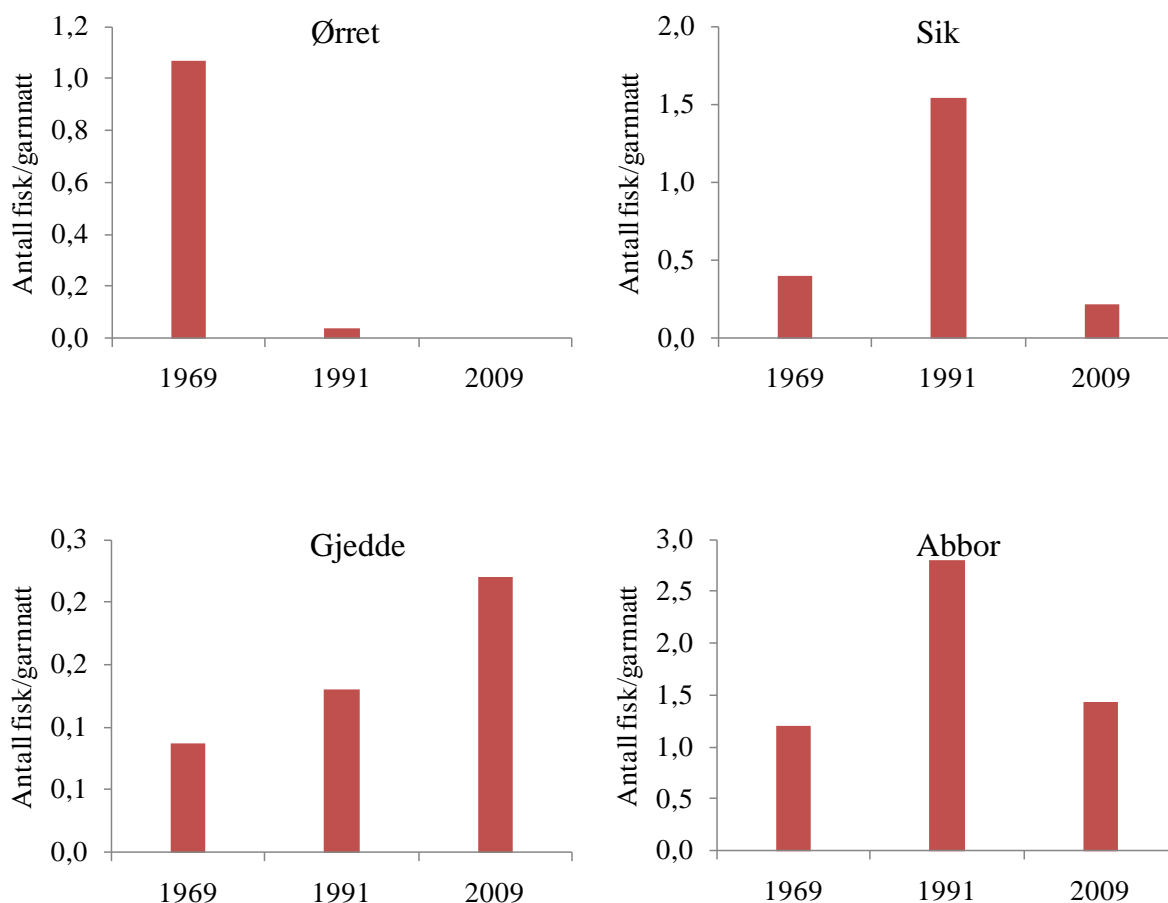 Ørret
Antall fisk/garnnatt
1,2
1,0
0,8
0,6
0,4
0,2
0,0
1969 1991 2009
Sik
Antall fisk/garnnatt
2,0
1,5
1,0
0,5
0,0
1969 1991 2009
Gjedde
Antall fisk/garnnatt
0,3
0,2
0,2
0,1
0,1
0,0
1969 1991 2009
Abbor
Antall fisk/garnnatt
3,0
2,5
2,0
1,5
1,0
0,5
0,0
1969 1991 2009